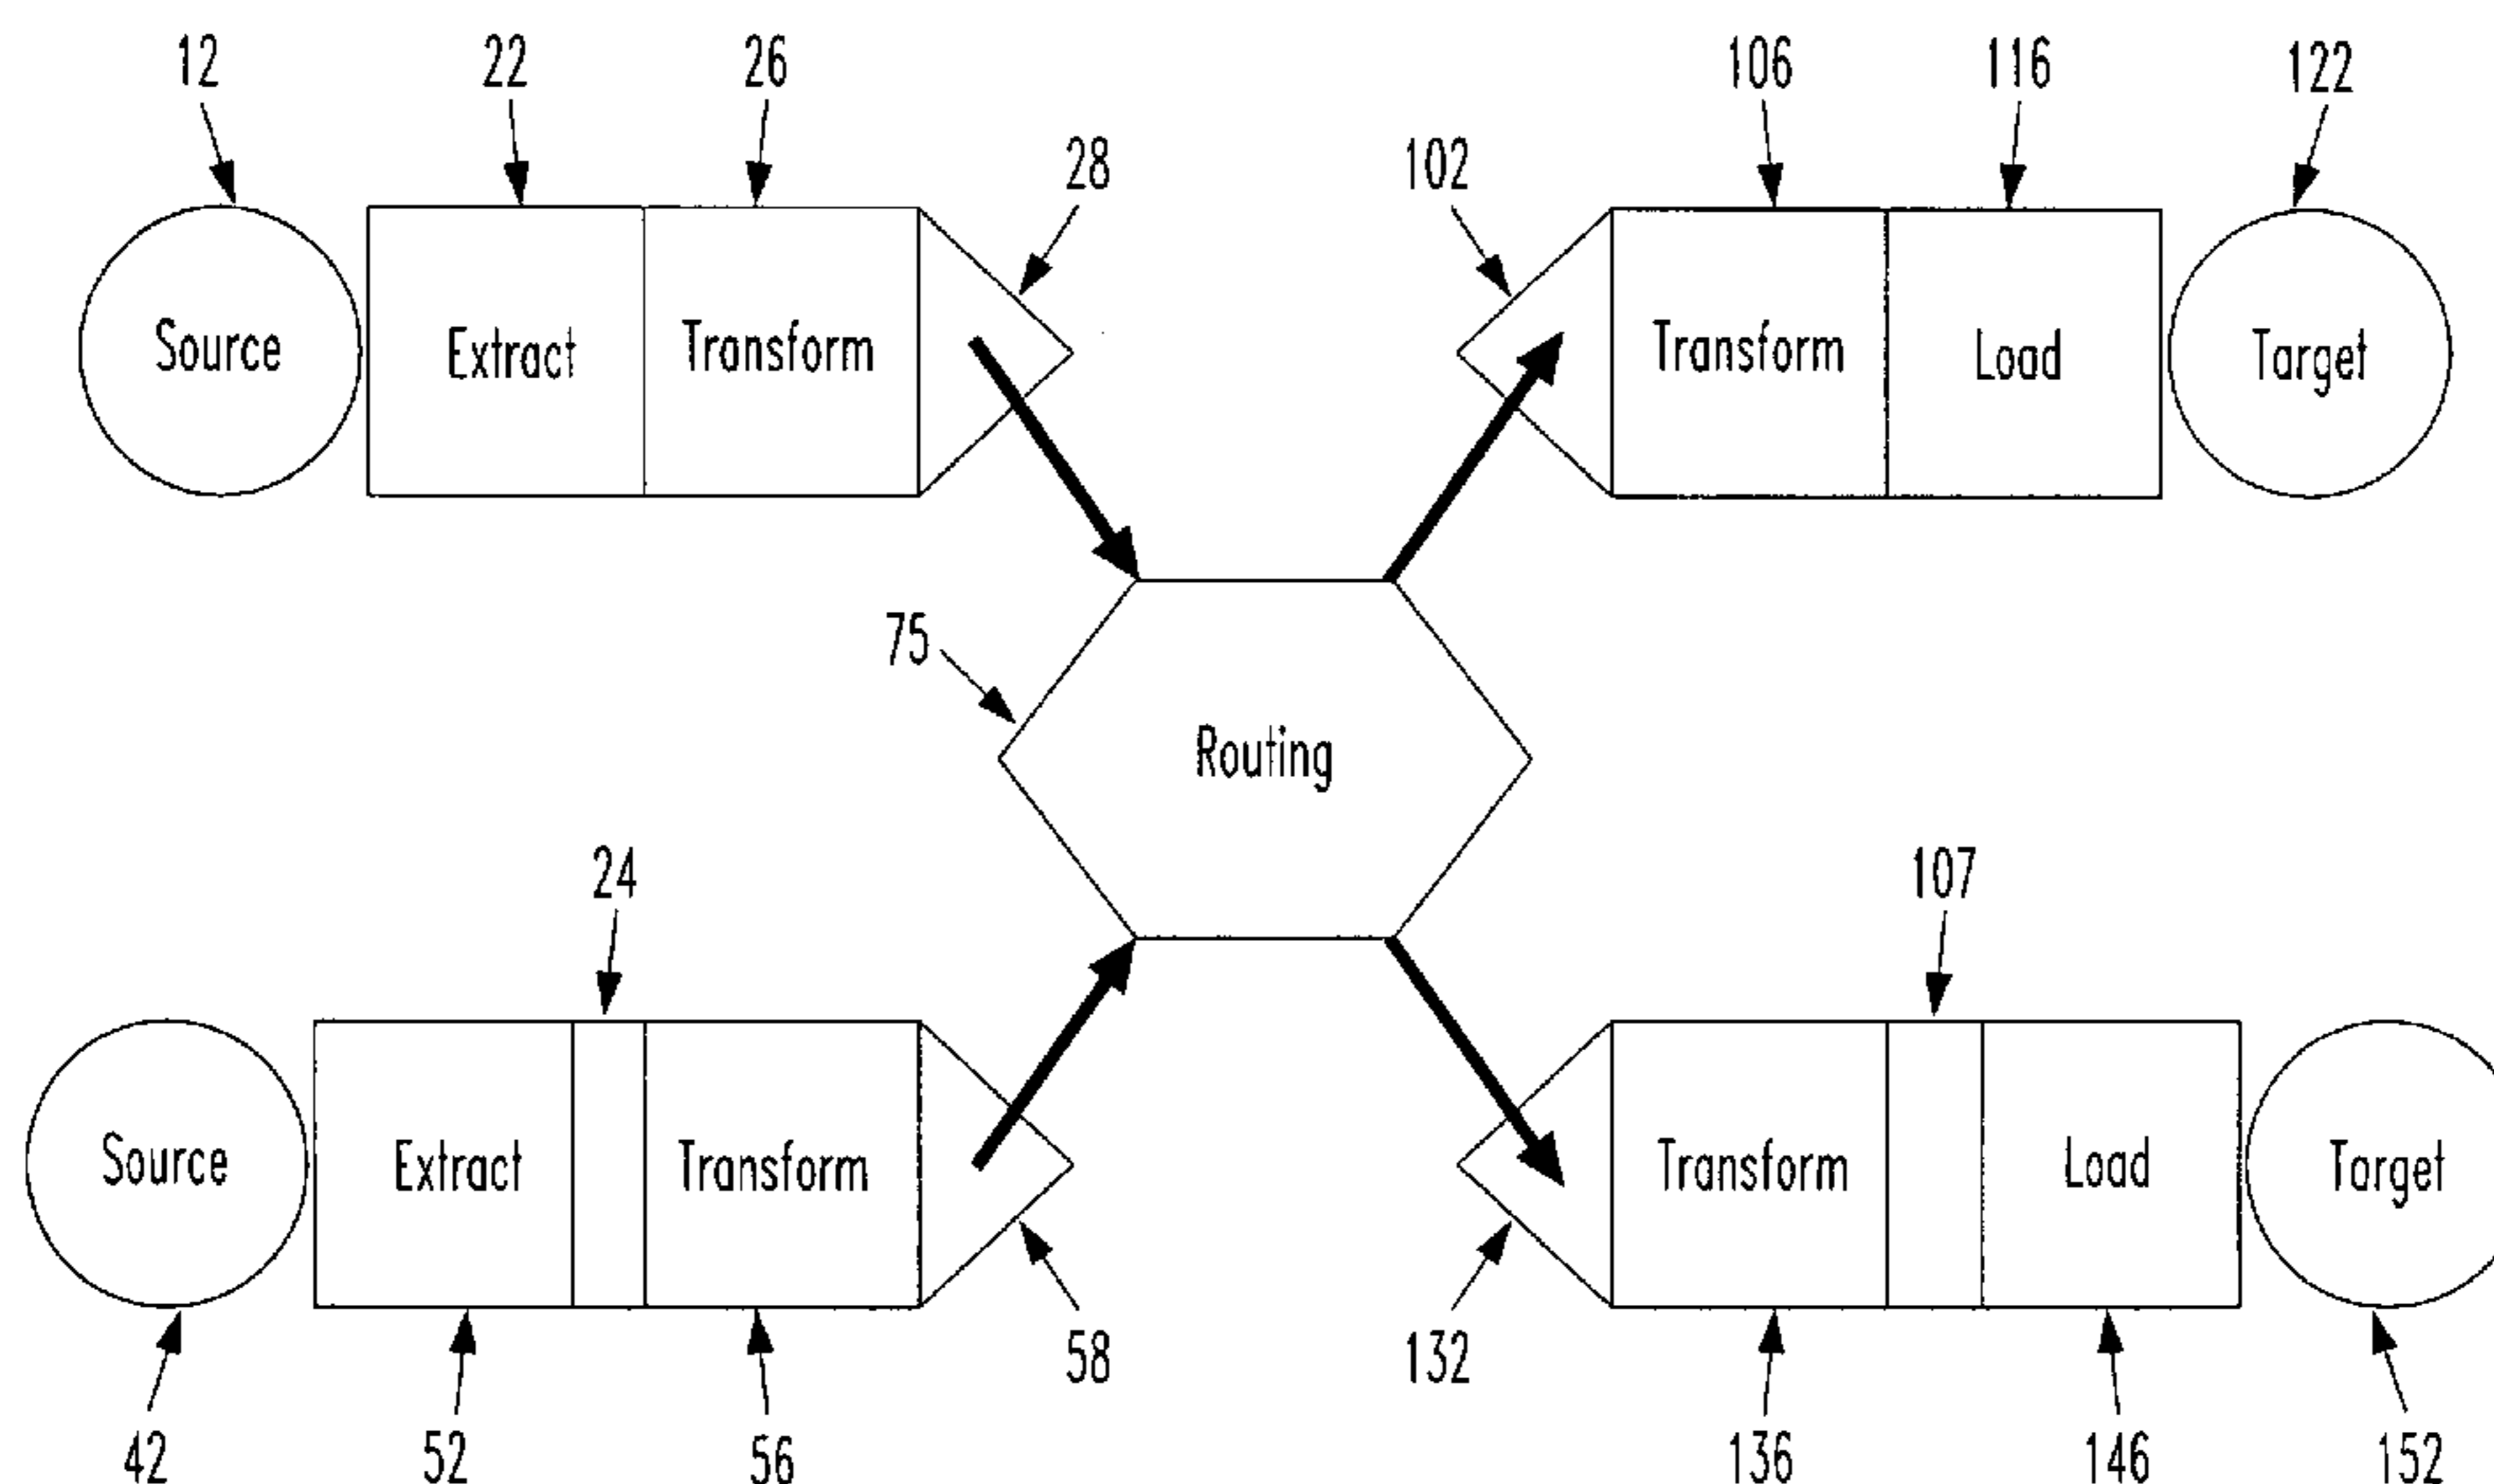 12 22 26 106 116 122
28 102
Source Extract Transform Transform Load Target
75
Routing
24 107
Source Extract Transform Transform Load Target
58 132
42 52 56 136 146 152